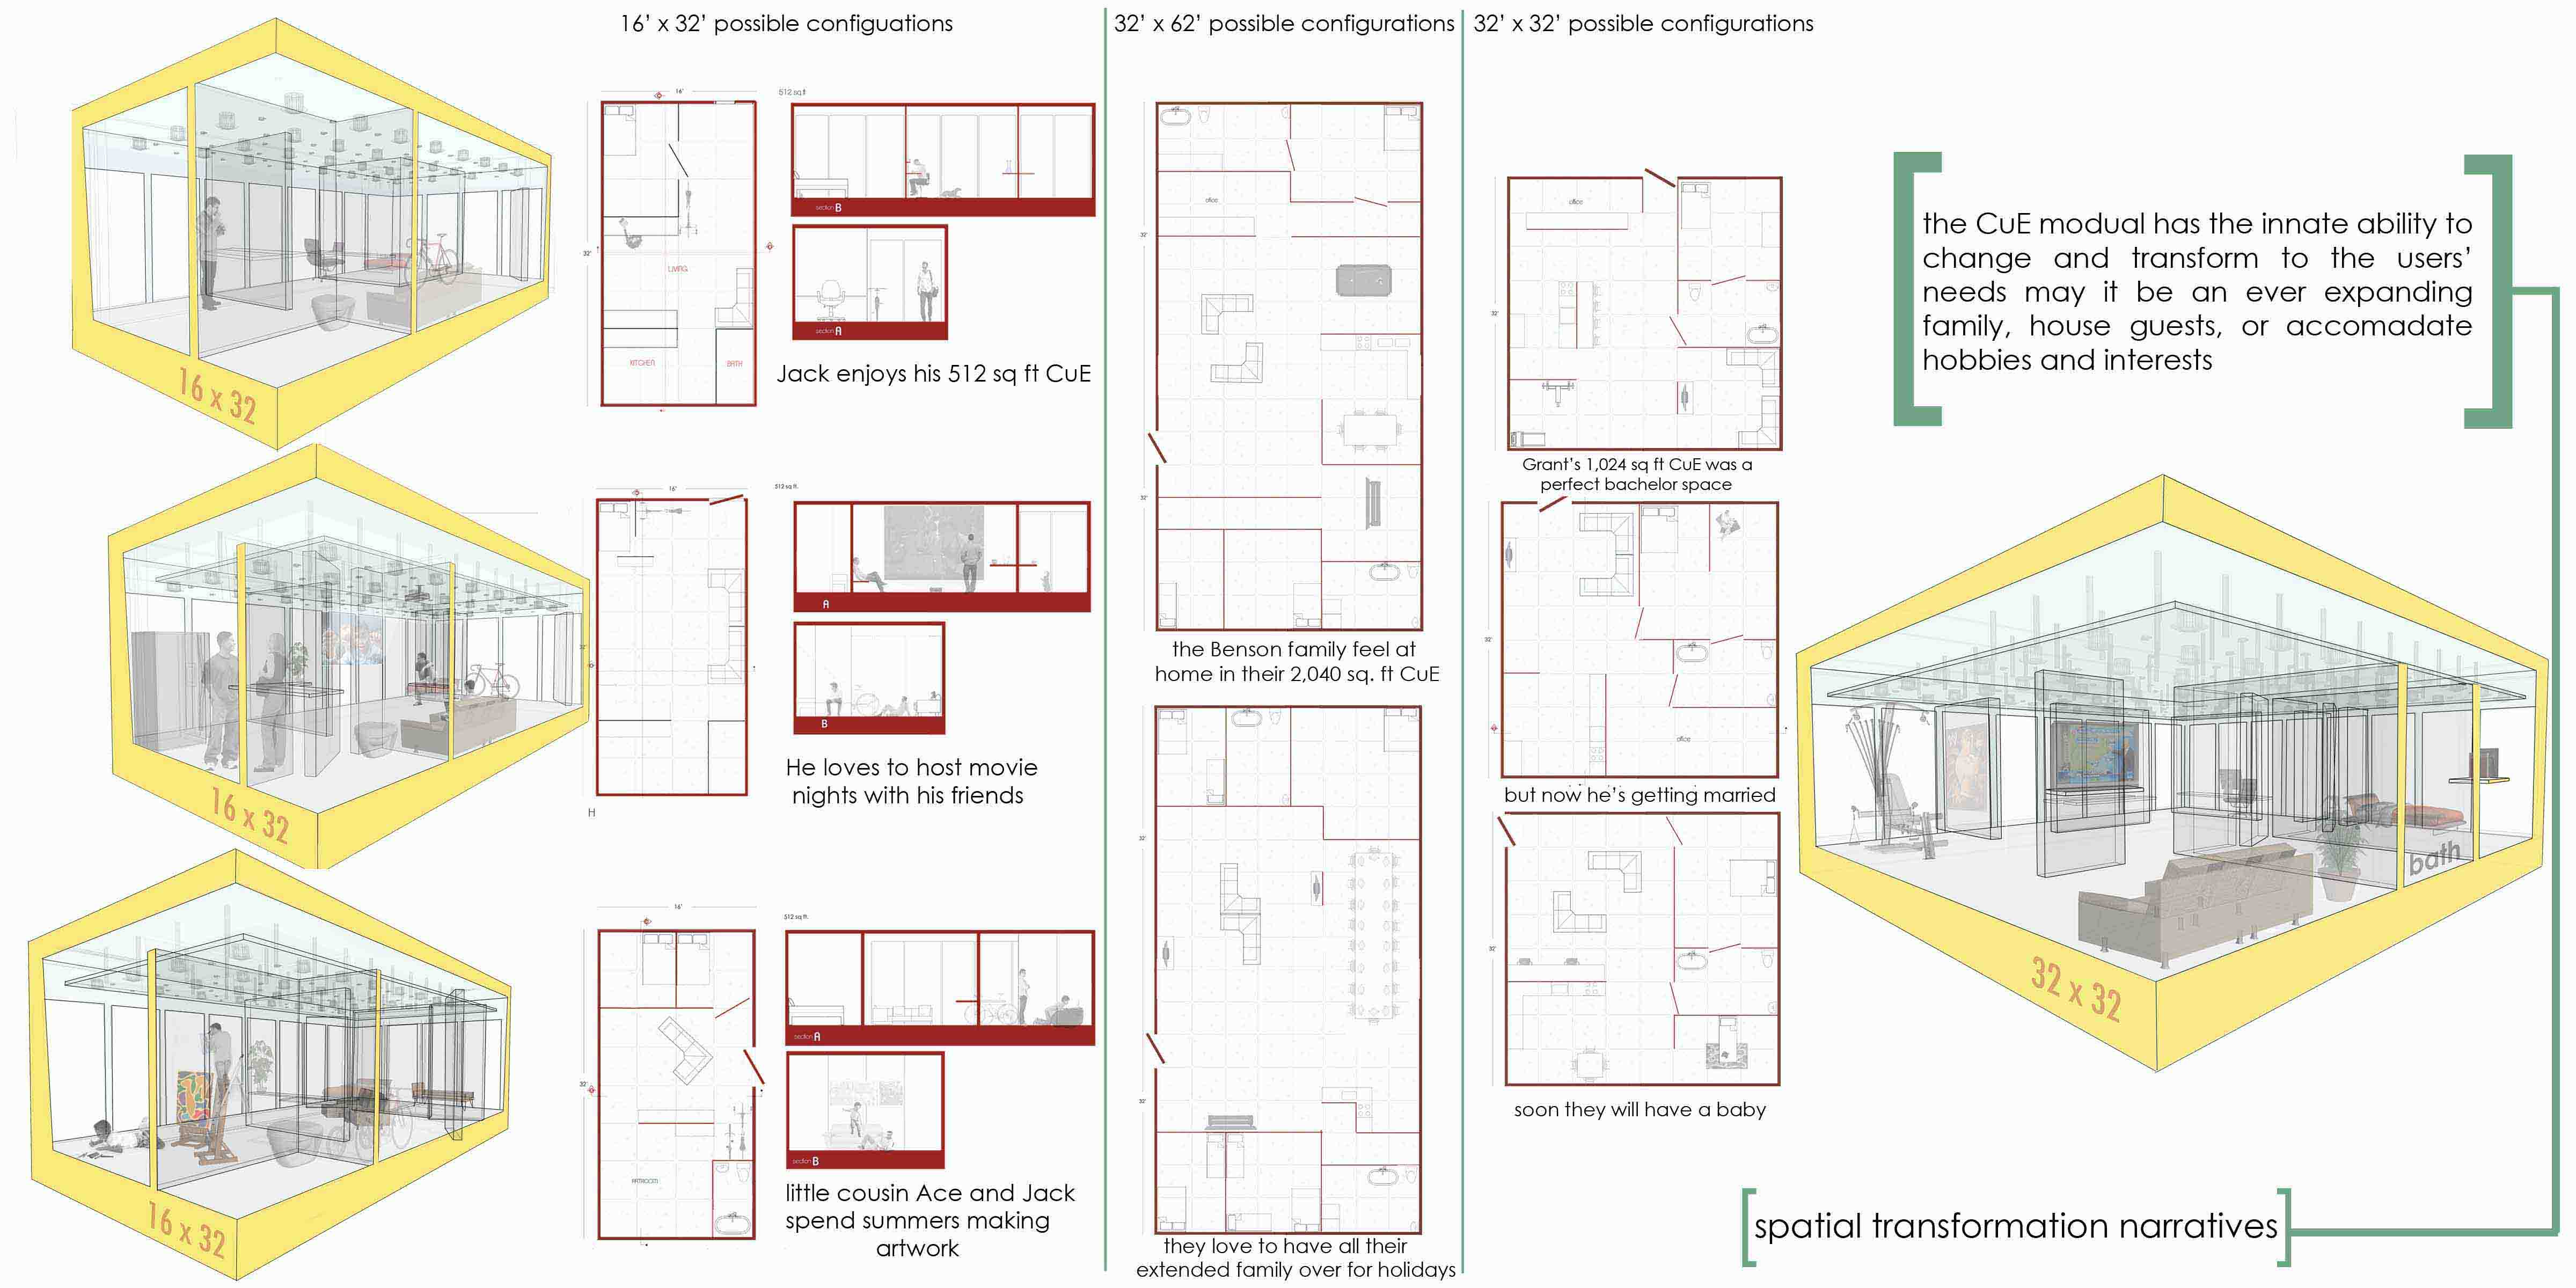 16' x 32' possible configuations
16'
512 sq.ft
32'
LIVING
KITCHEN
BATH
section B
section A
Jack enjoys his 512 sq ft CuE
16 x 32
16'
512 sq ft.
32'
A
B
H
He loves to host movie
nights with his friends
16 x 32
16'
512 sq ft.
32'
ARTROOM
section A
section B
little cousin Ace and Jack
spend summers making
artwork
16 x 32
32' x 62' possible configurations
office
32'
32'
the Benson family feel at
home in their 2,040 sq. ft CuE
32'
32'
they love to have all their
extended family over for holidays
32' x 32' possible configurations
office
32'
Grant's 1,024 sq ft CuE was a
perfect bachelor space
32'
office
but now he's getting married
32'
soon they will have a baby
the CuE modual has the innate ability to
change and transform to the users'
needs may it be an ever expanding
family, house guests, or accomadate
hobbies and interests
bath
32 x 32
spatial transformation narratives